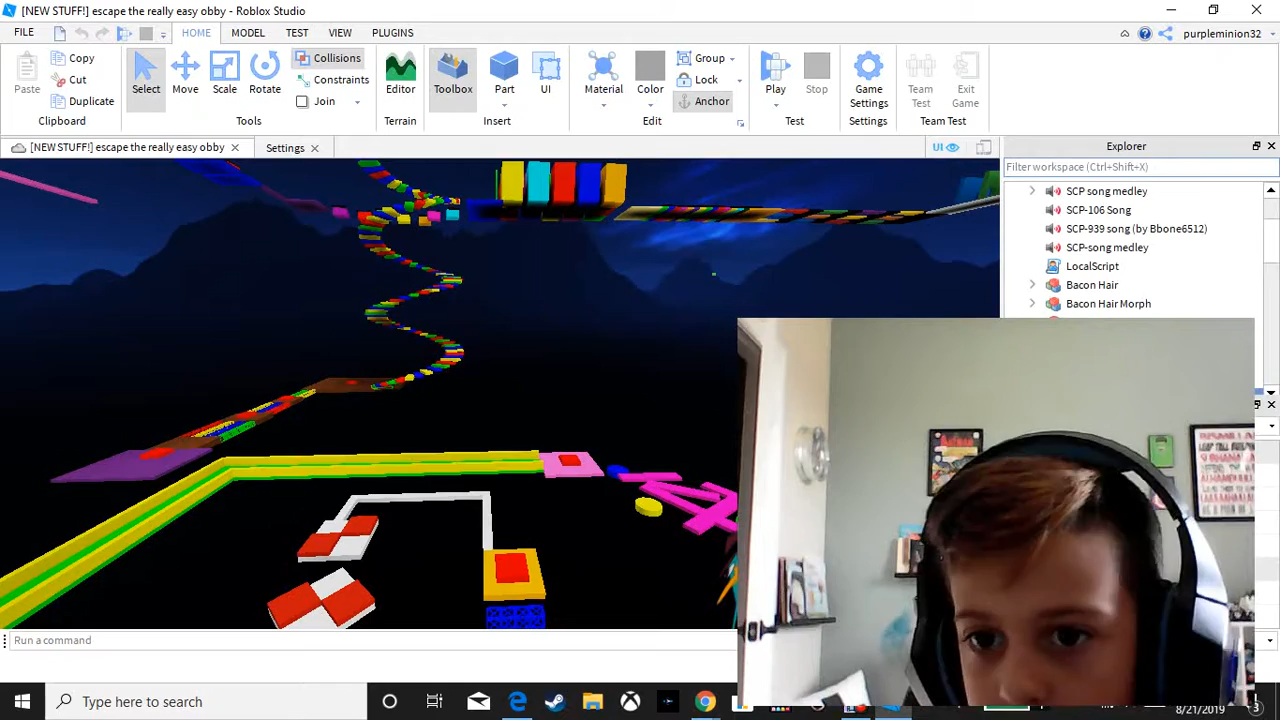 [NEW STUFF!] escape the really easy obby - Roblox Studio
FILE HOME MODEL TEST VIEW PLUGINS purpleminion32
Paste Copy Cut Duplicate Select Move Scale Rotate Collisions Constraints Join Editor Toolbox Part UI Material Color Group Lock Anchor Play Stop Game Settings Team Test Exit Game
Clipboard Tools Terrain Insert Edit Test Settings Team Test
[NEW STUFF!] escape the really easy obby Settings UI Explorer
Filter workspace (Ctrl+Shift+X)
SCP song medley
SCP-106 Song
SCP-939 song (by Bbone6512)
SCP-song medley
LocalScript
Bacon Hair
Bacon Hair Morph
Run a command
Type here to search
8/21/2019